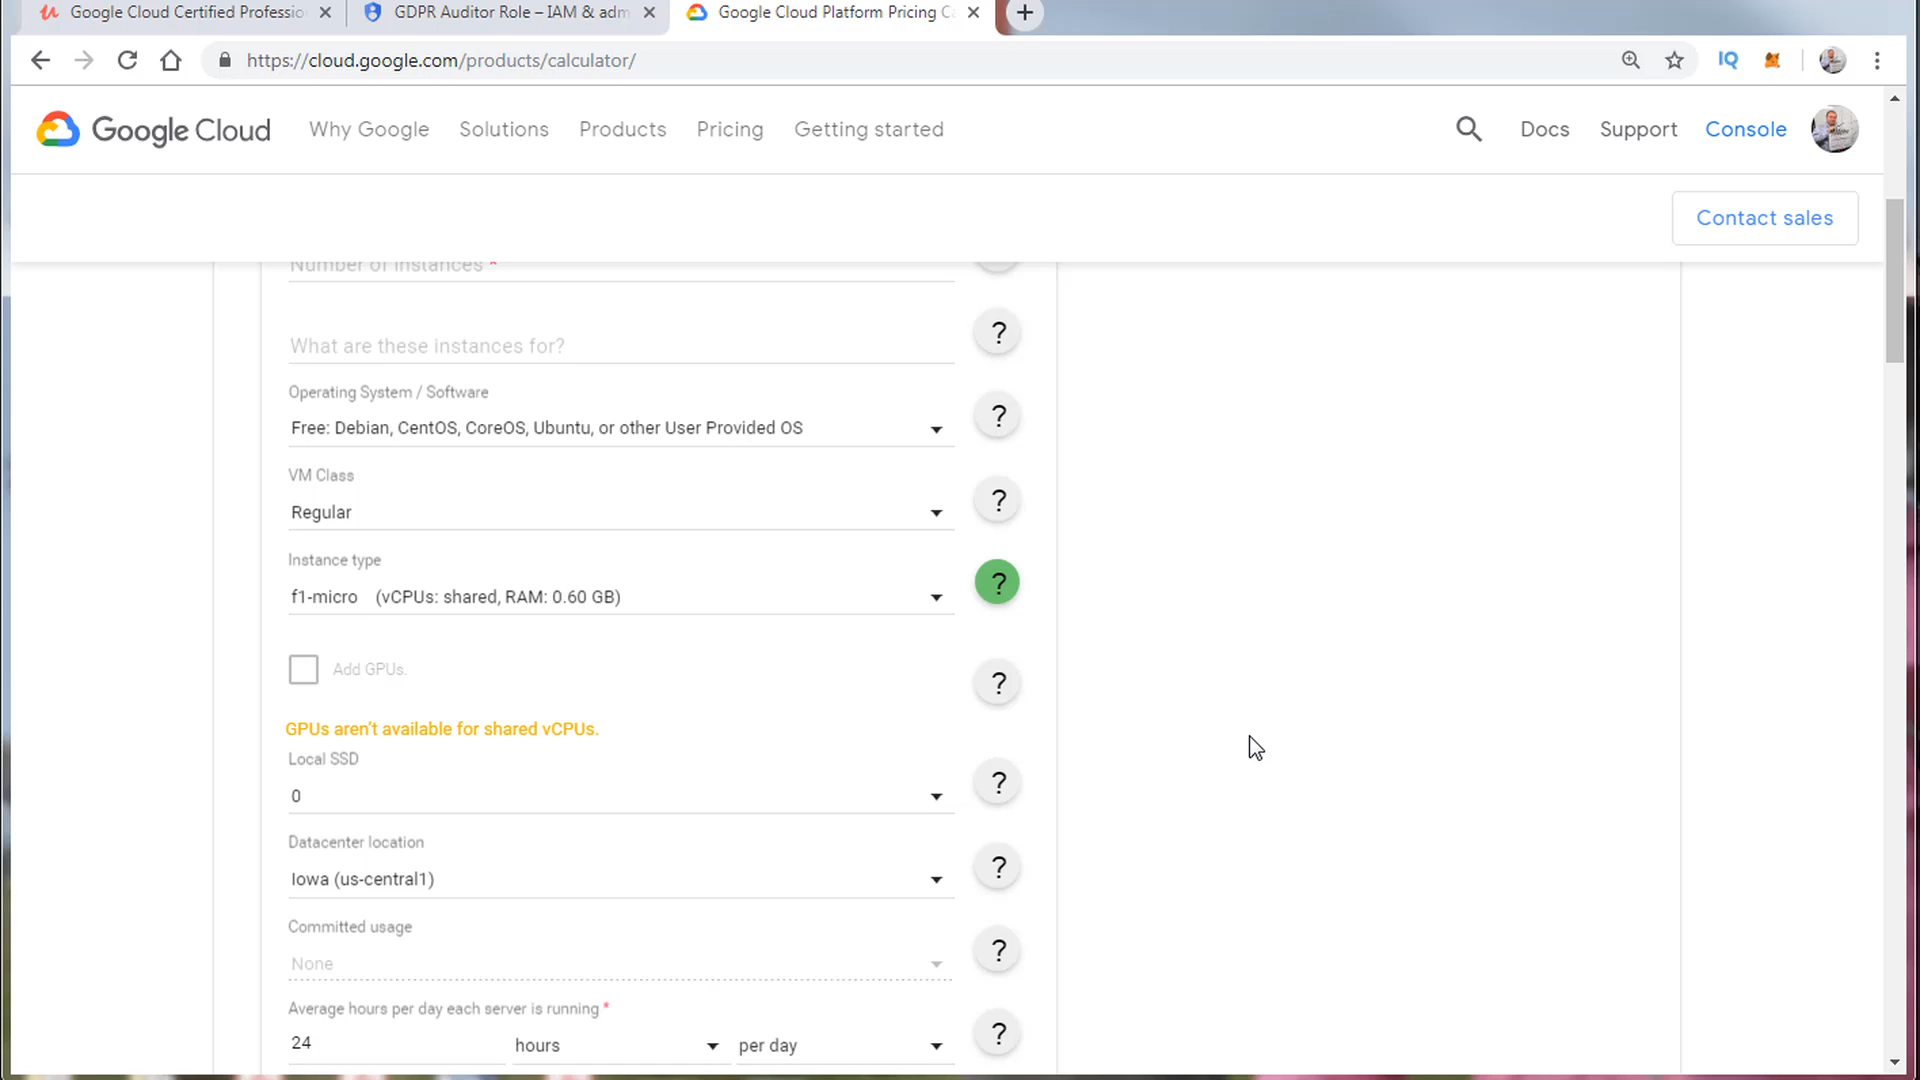 Google Cloud Certified Professio
GDPR Auditor Role – IAM & adm
Google Cloud Platform Pricing C
https://cloud.google.com/products/calculator/
IQ
Google Cloud
Why Google
Solutions
Products
Pricing
Getting started
Docs
Support
Console
Contact sales
Number of instances *
What are these instances for?
?
Operating System / Software
Free: Debian, CentOS, CoreOS, Ubuntu, or other User Provided OS
?
VM Class
Regular
?
Instance type
f1-micro (vCPUs: shared, RAM: 0.60 GB)
?
Add GPUs.
?
GPUs aren't available for shared vCPUs.
Local SSD
0
?
Datacenter location
Iowa (us-central1)
?
Committed usage
None
?
Average hours per day each server is running *
24 hours per day
?